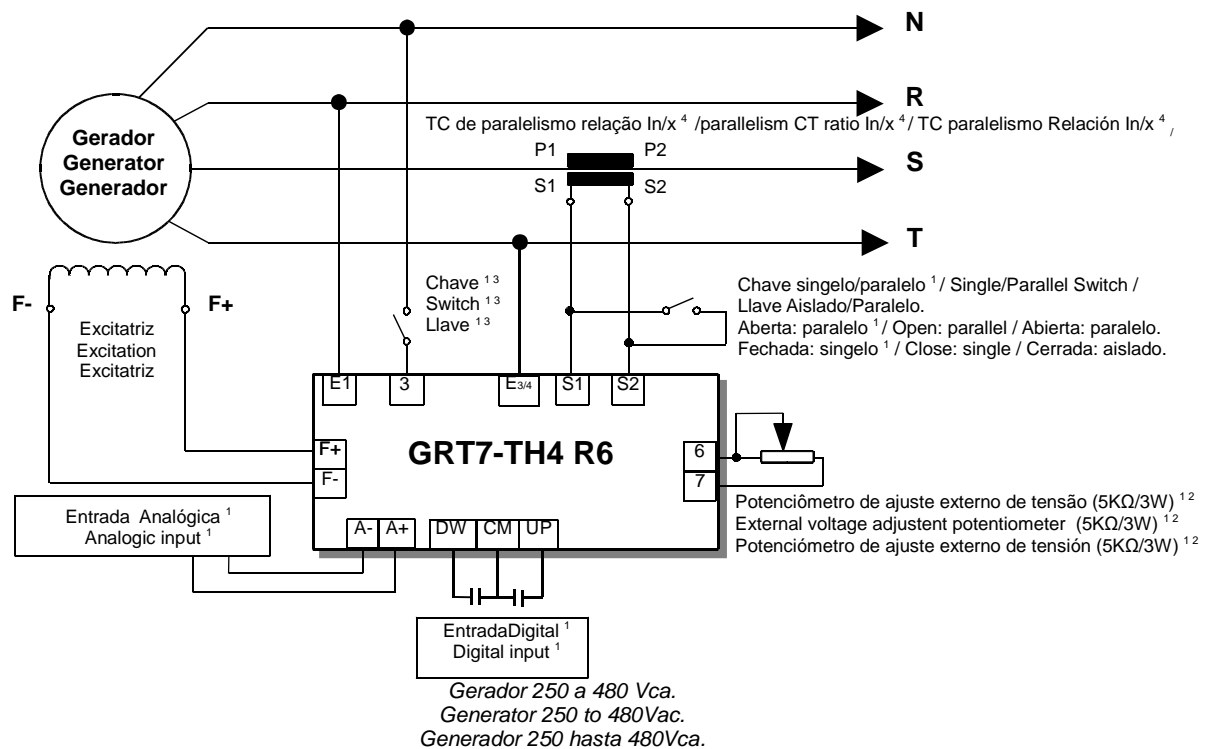 N
R
TC de paralelismo relação In/x ⁴ /parallelism CT ratio In/x ⁴ / TC paralelismo Relación In/x ⁴ ,
Gerador
Generator
Generador
P1
P2
S
S1
S2
T
F-
F+
Excitatriz
Excitation
Excitatriz
Chave ¹ ³
Switch ¹ ³
Llave ¹ ³
Chave singelo/paralelo ¹ / Single/Parallel Switch /
Llave Aislado/Paralelo.
Aberta: paralelo ¹ / Open: parallel / Abierta: paralelo.
Fechada: singelo ¹ / Close: single / Cerrada: aislado.
E1
3
E3/4
S1
S2
F+
F-
GRT7-TH4 R6
6
7
Entrada Analógica ¹
Analogic input ¹
A-
A+
DW
CM
UP
Potenciômetro de ajuste externo de tensão (5KΩ/3W) ¹ ²
External voltage adjustent potentiometer (5KΩ/3W) ¹ ²
Potenciómetro de ajuste externo de tensión (5KΩ/3W) ¹ ²
EntradaDigital ¹
Digital input ¹
Gerador 250 a 480 Vca.
Generator 250 to 480Vac.
Generador 250 hasta 480Vca.